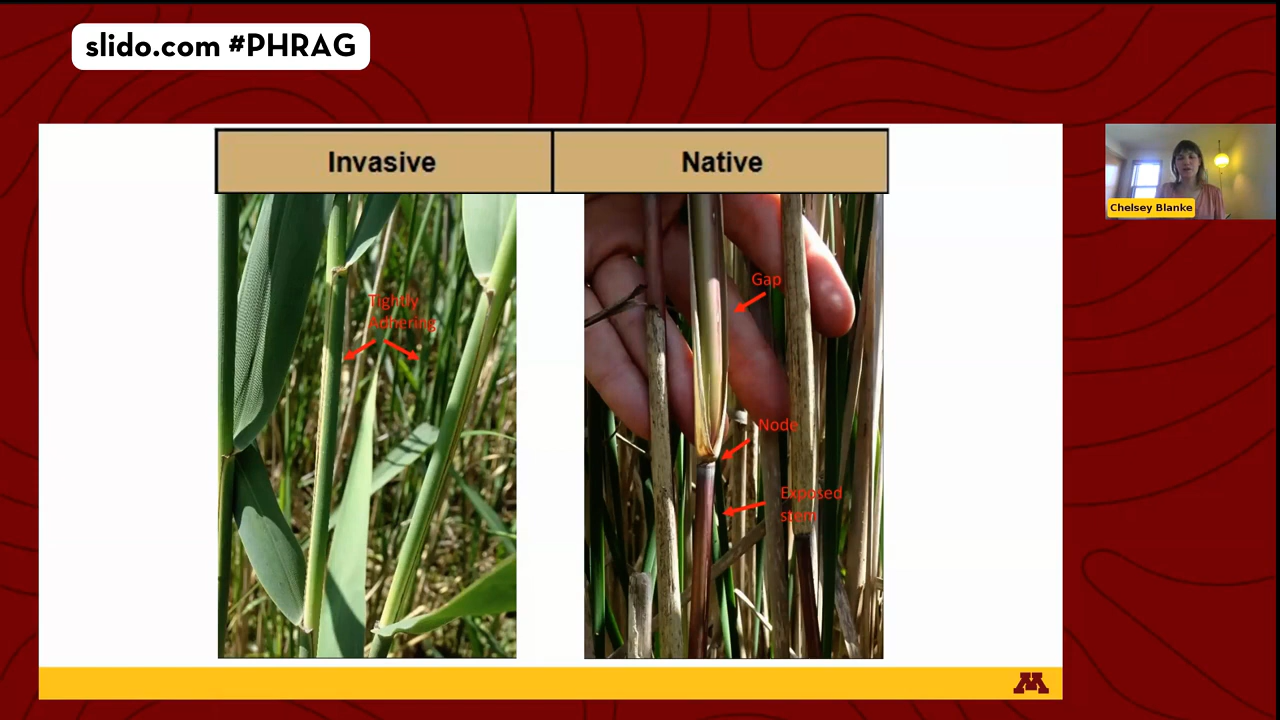 slido.com #PHRAG
Invasive
Native
Tightly
Adhering
Gap
Node
Exposed
stem
Chelsey Blanke
M